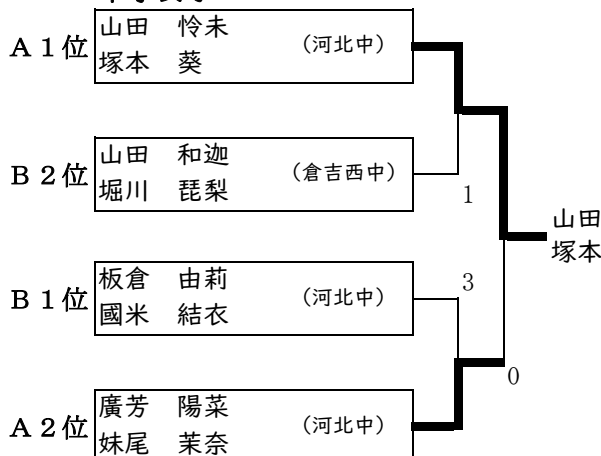 A1位 山田 怜未 (河北中)
塚本 葵
B2位 山田 和迦 (倉吉西中)
堀川 琵梨
1
山田
塚本
B1位 板倉 由莉 (河北中)
國米 結衣
3
0
A2位 廣芳 陽菜 (河北中)
妹尾 茉奈